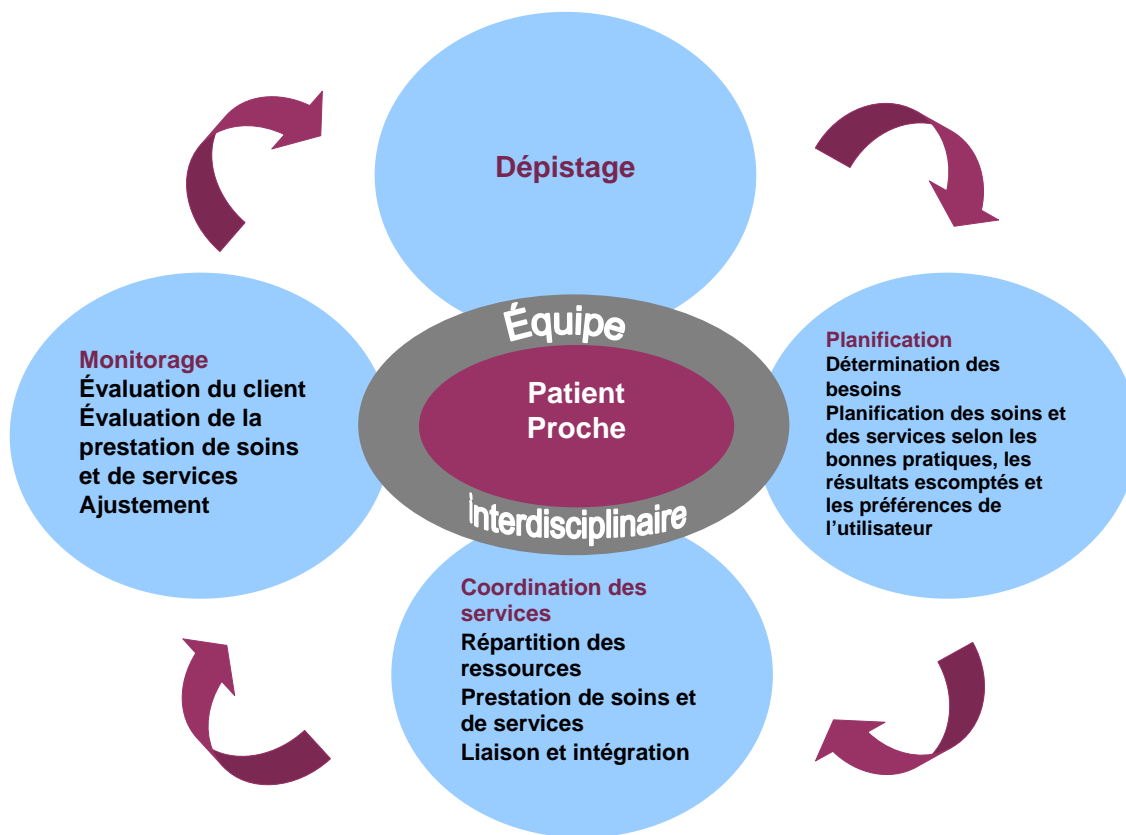 Dépistage
Équipe
Patient
Proche
Interdisciplinaire
Monitorage
Évaluation du client
Évaluation de la
prestation de soins
et de services
Ajustement
Planification
Détermination des
besoins
Planification des soins et
des services selon les
bonnes pratiques, les
résultats escomptés et
les préférences de
l’utilisateur
Coordination des
services
Répartition des
ressources
Prestation de soins et
de services
Liaison et intégration